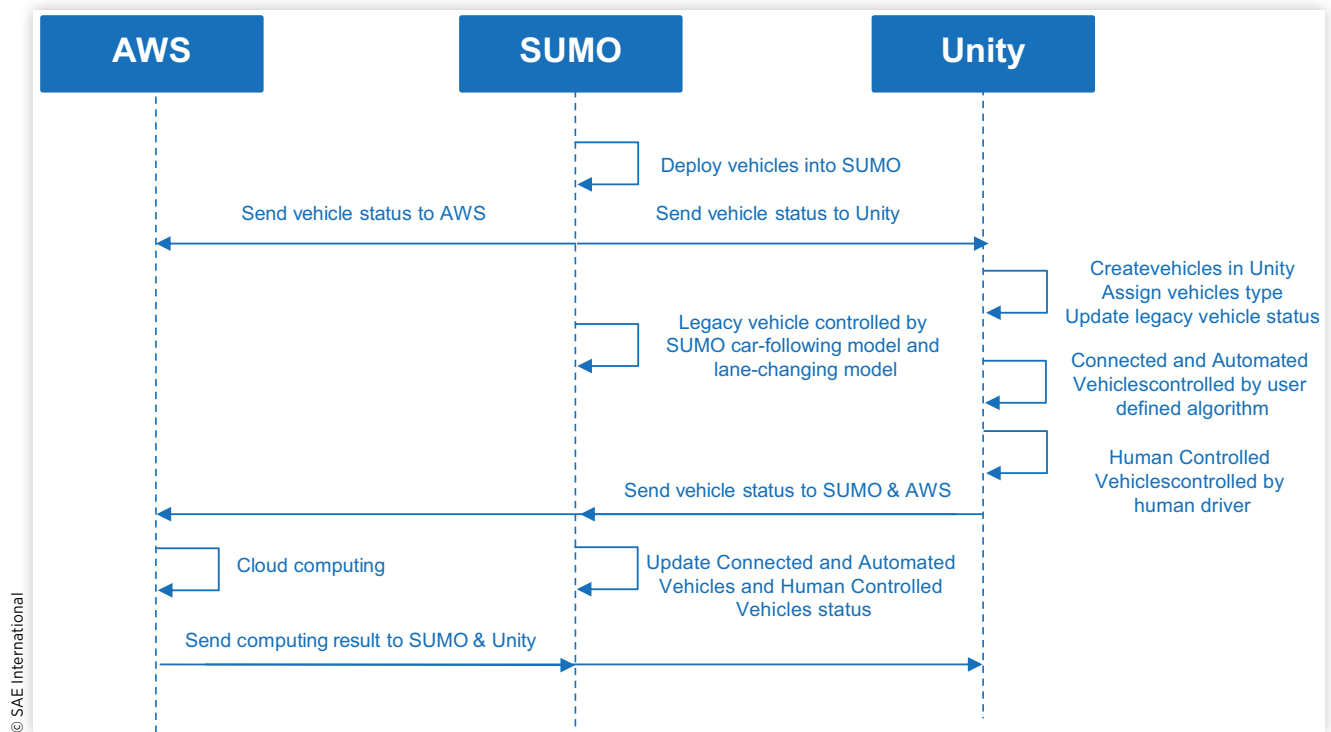 AWS
SUMO
Unity
Deploy vehicles into SUMO
Send vehicle status to AWS
Send vehicle status to Unity
Createvehicles in Unity
Assign vehicles type
Update legacy vehicle status
Legacy vehicle controlled by
SUMO car-following model and
lane-changing model
Connected and Automated
Vehiclescontrolled by user
defined algorithm
Human Controlled
Vehiclescontrolled by
human driver
Send vehicle status to SUMO & AWS
Cloud computing
Update Connected and Automated
Vehicles and Human Controlled
Vehicles status
Send computing result to SUMO & Unity
© SAE International